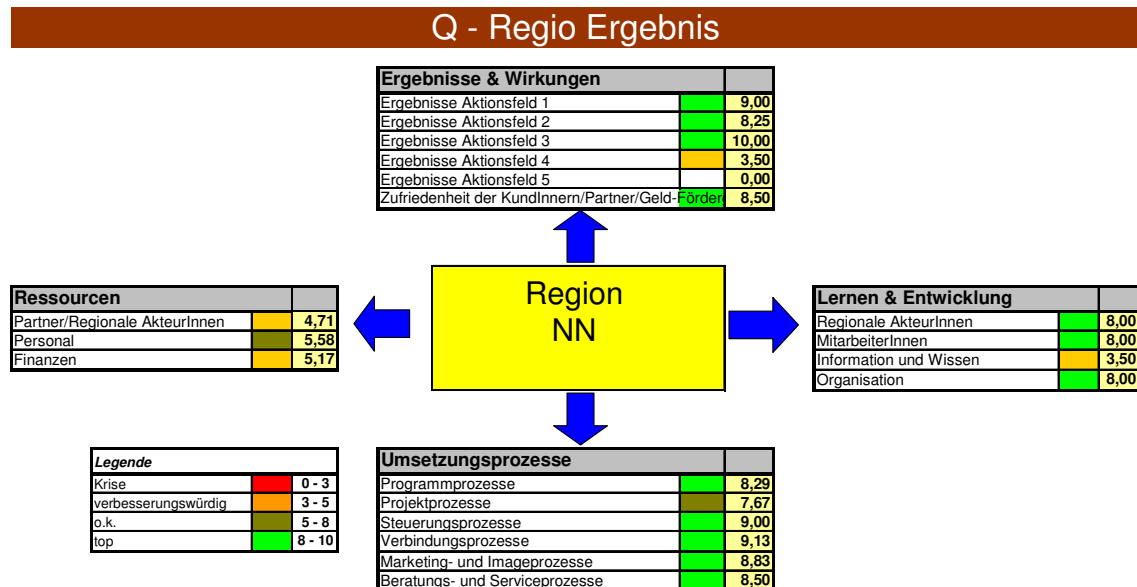 Q - Regio Ergebnis
Ergebnisse & Wirkungen
Ergebnisse Aktionsfeld 1 9,00
Ergebnisse Aktionsfeld 2 8,25
Ergebnisse Aktionsfeld 3 10,00
Ergebnisse Aktionsfeld 4 3,50
Ergebnisse Aktionsfeld 5 0,00
Zufriedenheit der KundInnern/Partner/Geld-Förder 8,50
Region
NN
Ressourcen
Partner/Regionale AkteurInnen 4,71
Personal 5,58
Finanzen 5,17
Lernen & Entwicklung
Regionale AkteurInnen 8,00
MitarbeiterInnen 8,00
Information und Wissen 3,50
Organisation 8,00
Legende
Krise 0 - 3
verbesserungswürdig 3 - 5
o.k. 5 - 8
top 8 - 10
Umsetzungsprozesse
Programmprozesse 8,29
Projektprozesse 7,67
Steuerungsprozesse 9,00
Verbindungsprozesse 9,13
Marketing- und Imageprozesse 8,83
Beratungs- und Serviceprozesse 8,50